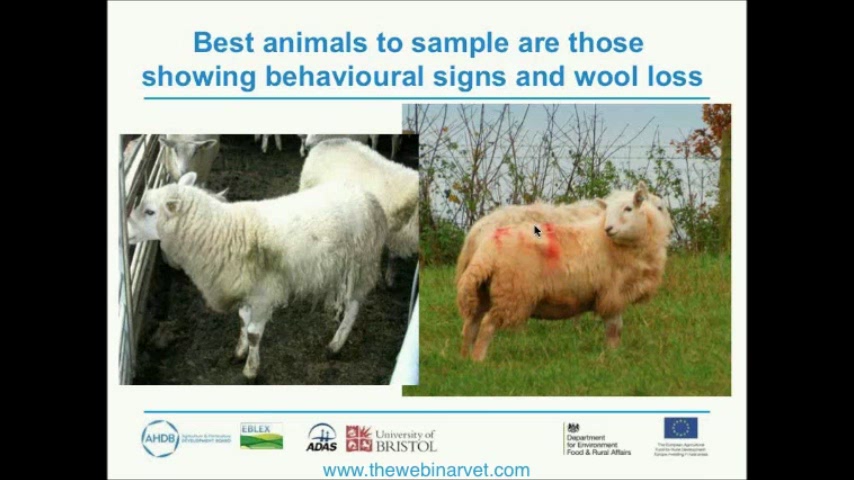 Best animals to sample are those
showing behavioural signs and wool loss
AHDB
EBLEX
ADAS
University of
BRISTOL
Department
for Environment
Food & Rural Affairs
www.thewebinarvet.com